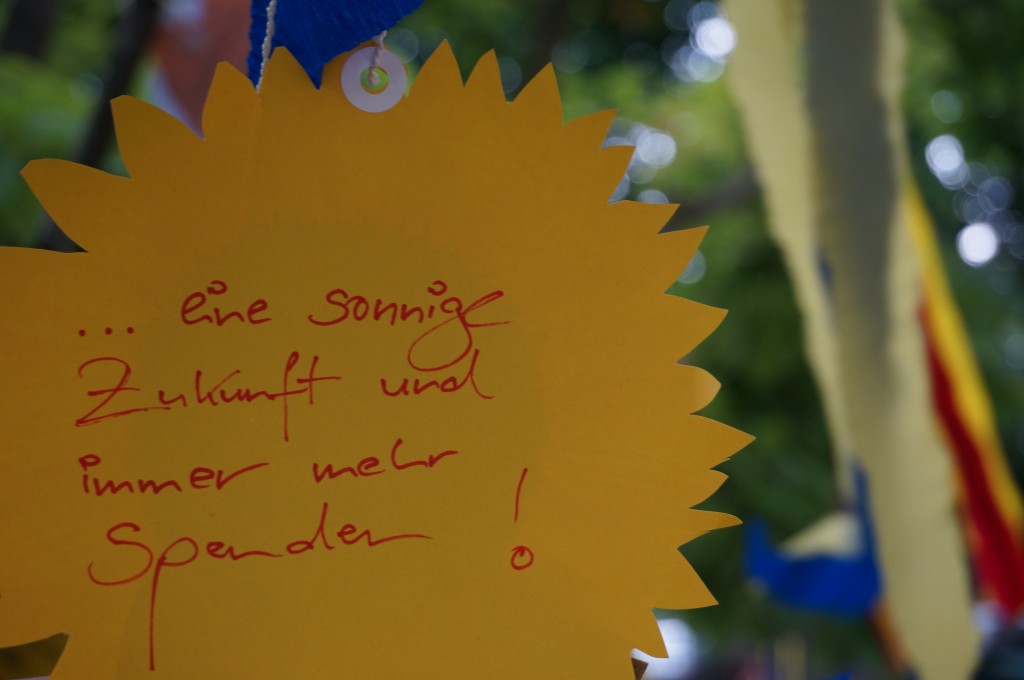 ... eine sonnige
Zukunft und
immer mehr
Spenden !